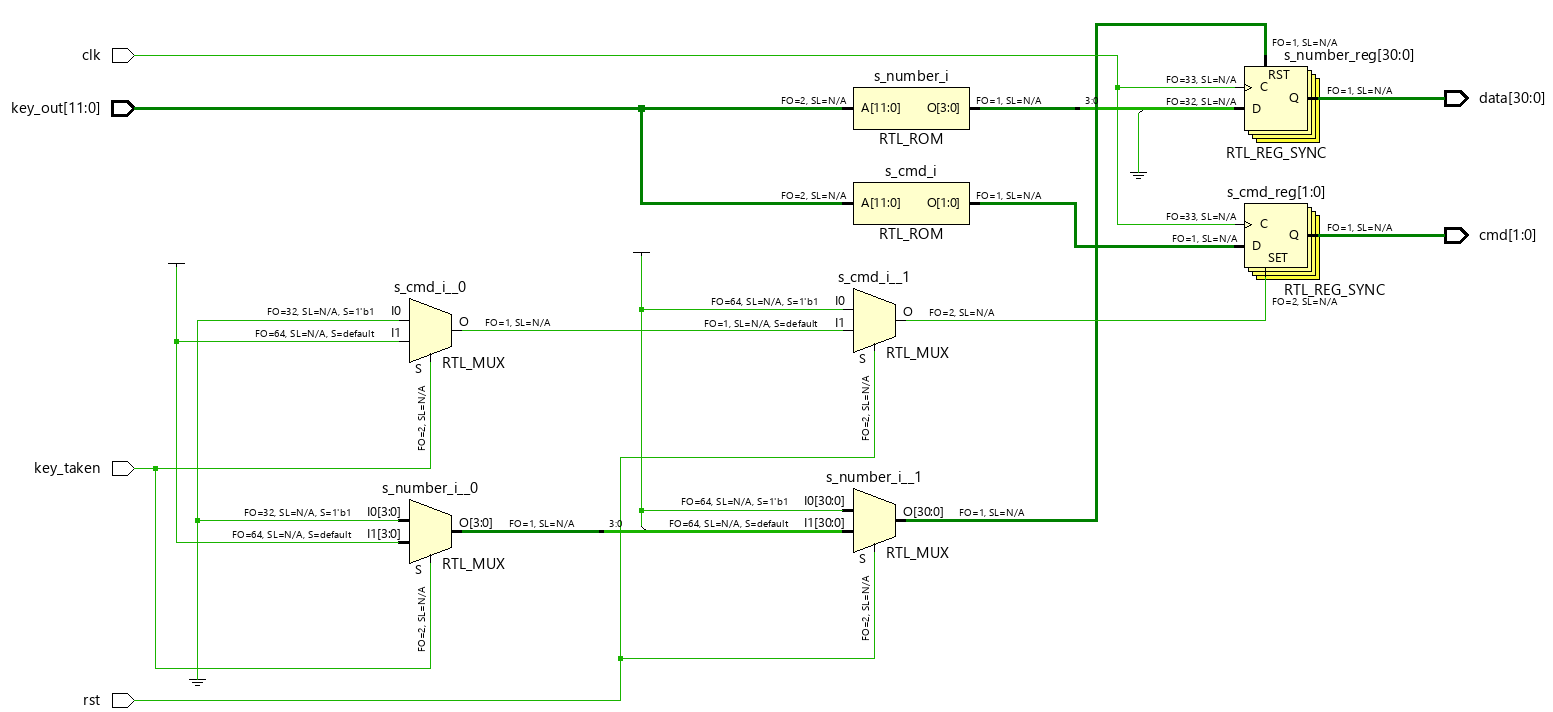 FO=1, SL=N/A
s_number_reg[30:0]
clk
RST
FO=33, SL=N/A
C
s_number_i
key_out[11:0]
FO=2, SL=N/A
A[11:0]
O[3:0]
FO=1, SL=N/A
3:0
FO=32, SL=N/A
D
Q
FO=1, SL=N/A
data[30:0]
RTL_ROM
RTL_REG_SYNC
s_cmd_i
FO=2, SL=N/A
A[11:0]
O[1:0]
FO=1, SL=N/A
RTL_ROM
s_cmd_reg[1:0]
FO=33, SL=N/A
C
FO=1, SL=N/A
D
Q
FO=1, SL=N/A
cmd[1:0]
SET
RTL_REG_SYNC
FO=2, SL=N/A
s_cmd_i__0
FO=32, SL=N/A, S=1'b1
I0
FO=64, SL=N/A, S=default
I1
O
FO=1, SL=N/A
S
RTL_MUX
FO=2, SL=N/A
s_cmd_i__1
FO=64, SL=N/A, S=1'b1
I0
FO=1, SL=N/A, S=default
I1
O
FO=2, SL=N/A
S
RTL_MUX
FO=2, SL=N/A
key_taken
s_number_i__0
FO=32, SL=N/A, S=1'b1
I0[3:0]
FO=64, SL=N/A, S=default
I1[3:0]
O[3:0]
FO=1, SL=N/A
3:0
S
RTL_MUX
FO=2, SL=N/A
s_number_i__1
FO=64, SL=N/A, S=1'b1
I0[30:0]
FO=64, SL=N/A, S=default
I1[30:0]
O[30:0]
FO=1, SL=N/A
S
RTL_MUX
FO=2, SL=N/A
rst